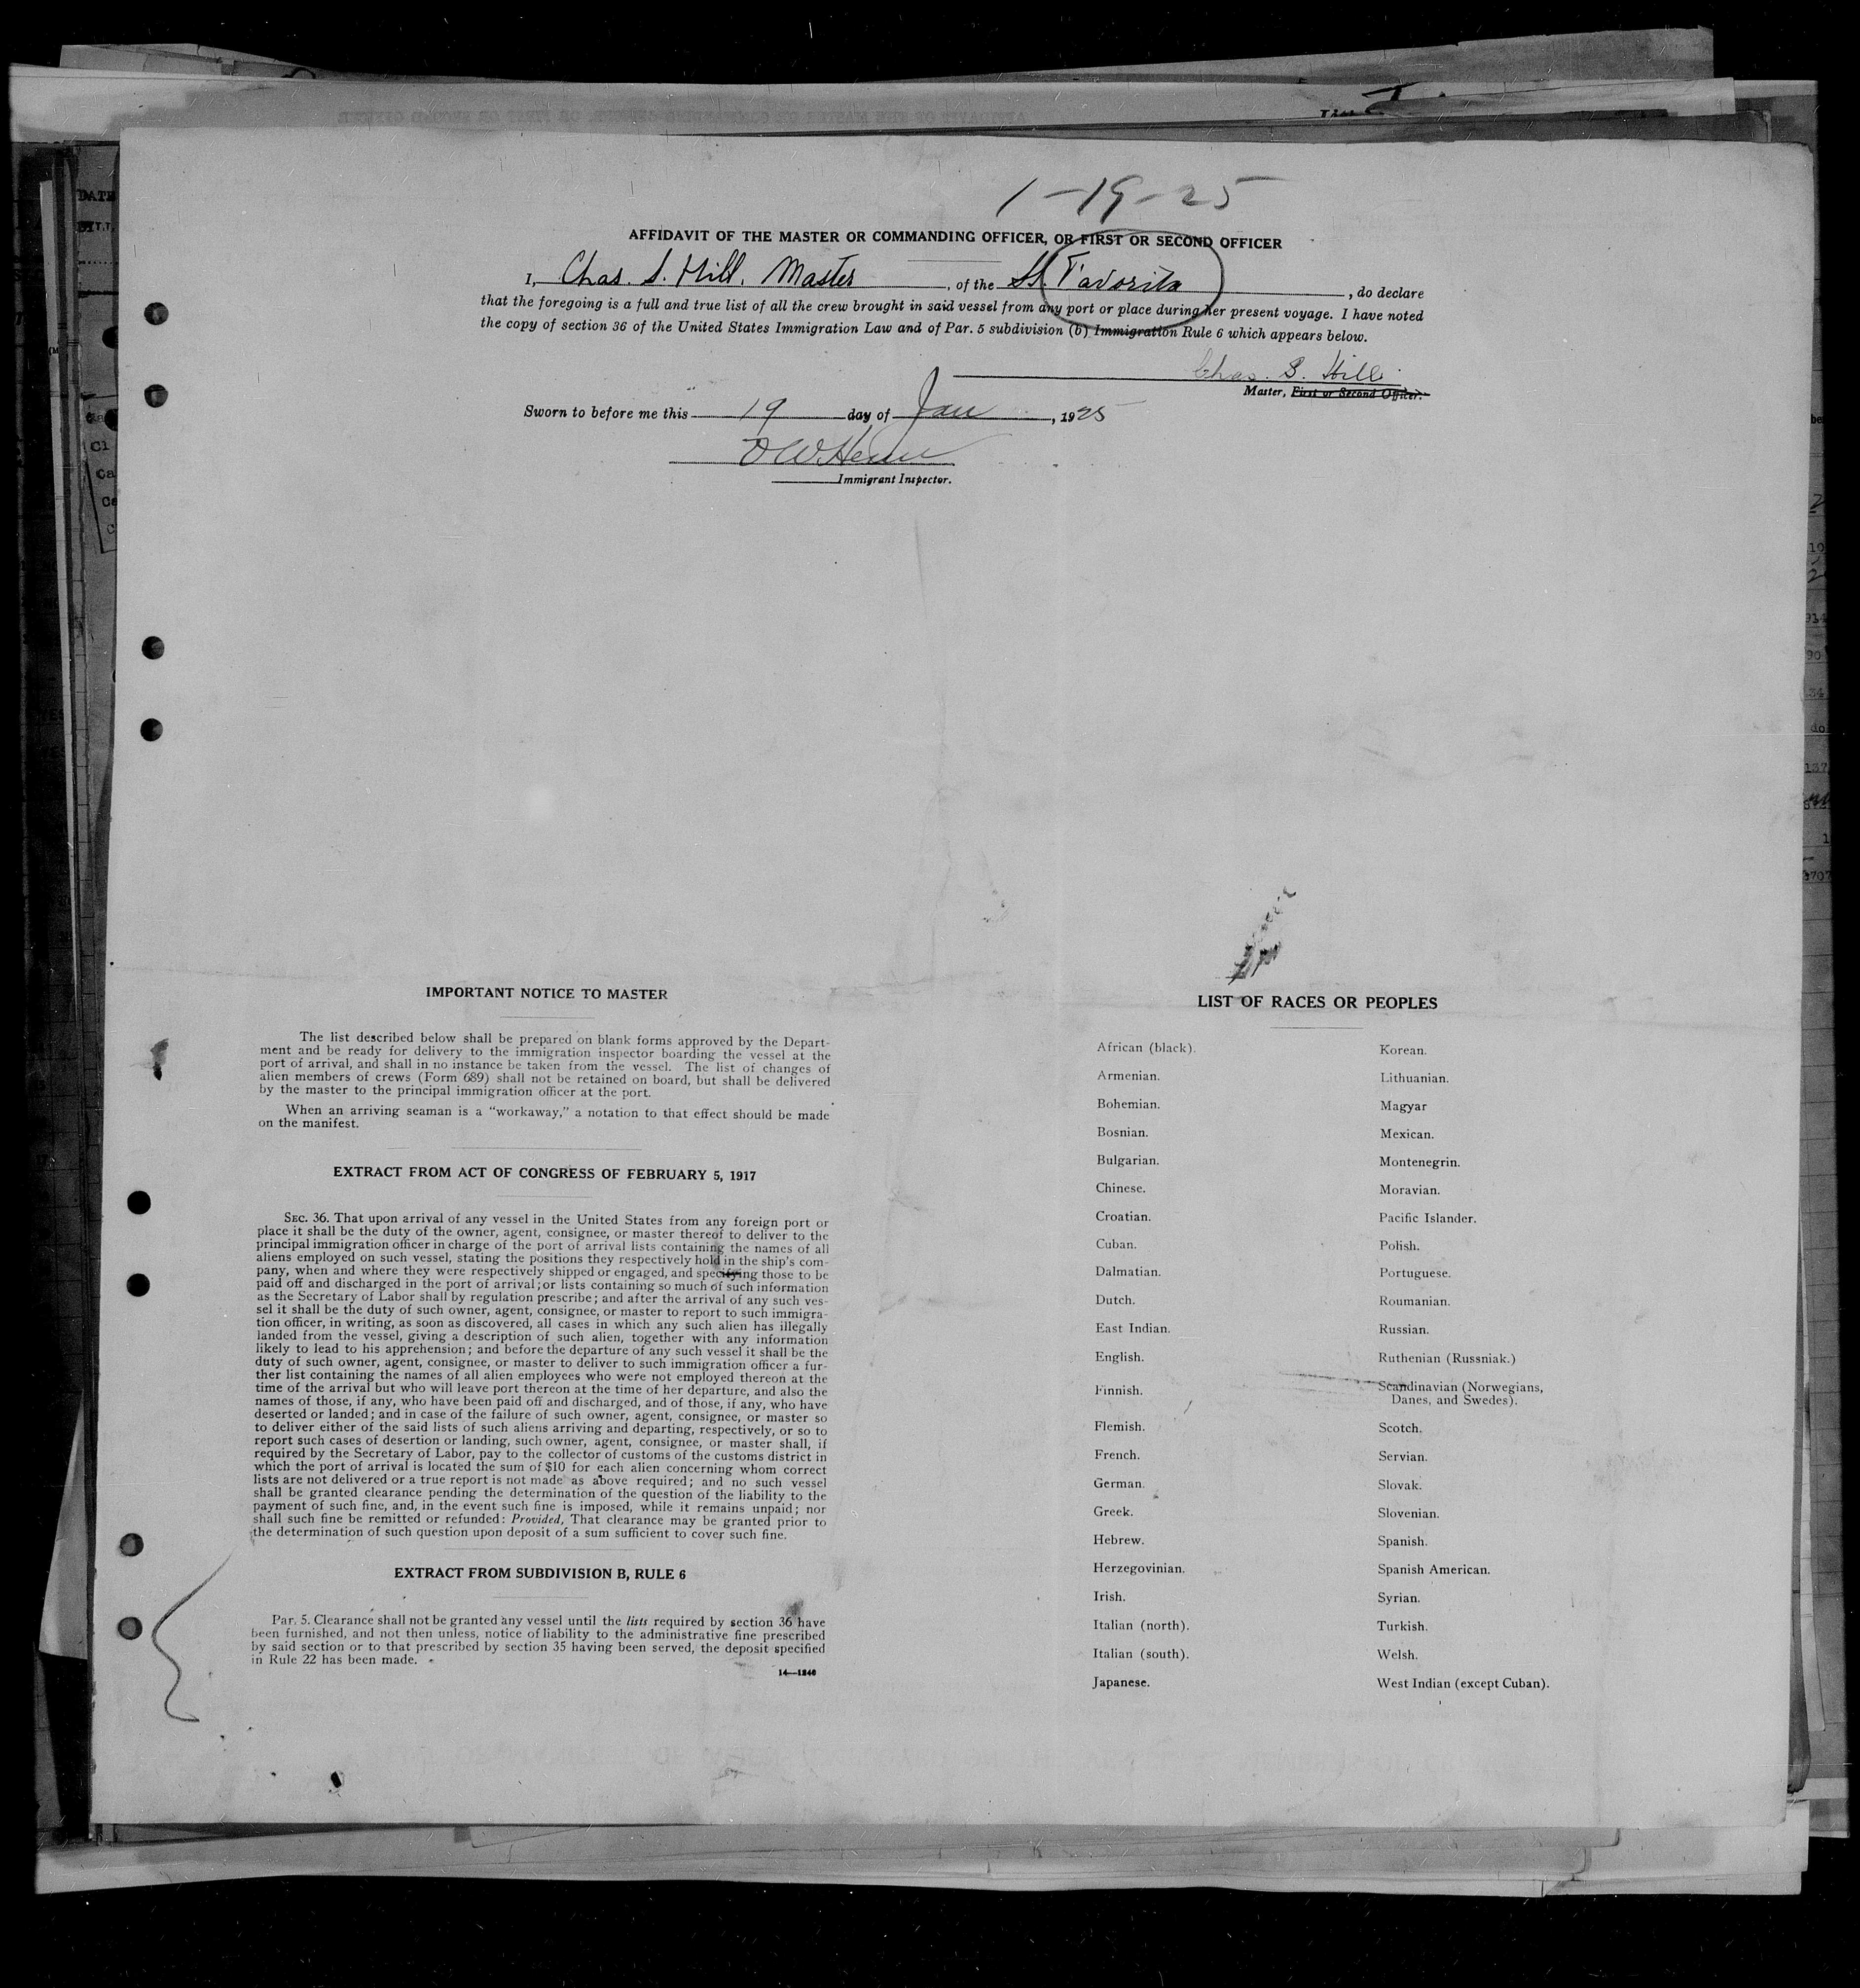 1-19-25
AFFIDAVIT OF THE MASTER OR COMMANDING OFFICER, OR FIRST OR SECOND OFFICER
I, Chas. S. Hill, Master, of the SS. Favorita, do declare
that the foregoing is a full and true list of all the crew brought in said vessel from any port or place during her present voyage. I have noted
the copy of section 36 of the United States Immigration Law and of Par. 5 subdivision (b) Immigration Rule 6 which appears below.
Chas. S. Hill
Master, First or Second Officer.
Sworn to before me this 19 day of Jan, 1925
Immigrant Inspector.
IMPORTANT NOTICE TO MASTER
The list described below shall be prepared on blank forms approved by the Depart-
ment and be ready for delivery to the immigration inspector boarding the vessel at the
port of arrival, and shall in no instance be taken from the vessel. The list of changes of
alien members of crews (Form 689) shall not be retained on board, but shall be delivered
by the master to the principal immigration officer at the port.
When an arriving seaman is a "workaway," a notation to that effect should be made
on the manifest.
EXTRACT FROM ACT OF CONGRESS OF FEBRUARY 5, 1917
SEC. 36. That upon arrival of any vessel in the United States from any foreign port or
place it shall be the duty of the owner, agent, consignee, or master thereof to deliver to the
principal immigration officer in charge of the port of arrival lists containing the names of all
aliens employed on such vessel, stating the positions they respectively hold in the ship's com-
pany, when and where they were respectively shipped or engaged, and specifying those to be
paid off and discharged in the port of arrival; or lists containing so much of such information
as the Secretary of Labor shall by regulation prescribe; and after the arrival of any such ves-
sel it shall be the duty of such owner, agent, consignee, or master to report to such immigra-
tion officer, in writing, as soon as discovered, all cases in which any such alien has illegally
landed from the vessel, giving a description of such alien, together with any information
likely to lead to his apprehension; and before the departure of any such vessel it shall be the
duty of such owner, agent, consignee, or master to deliver to such immigration officer a fur-
ther list containing the names of all alien employees who were not employed thereon at the
time of the arrival but who will leave port thereon at the time of her departure, and also the
names of those, if any, who have been paid off and discharged, and of those, if any, who have
deserted or landed; and in case of the failure of such owner, agent, consignee, or master so
to deliver either of the said lists of such aliens arriving and departing, respectively, or so to
report such cases of desertion or landing, such owner, agent, consignee, or master shall, if
required by the Secretary of Labor, pay to the collector of customs of the customs district in
which the port of arrival is located the sum of $10 for each alien concerning whom correct
lists are not delivered or a true report is not made as above required; and no such vessel
shall be granted clearance pending the determination of the question of the liability to the
payment of such fine, and, in the event such fine is imposed, while it remains unpaid; nor
shall such fine be remitted or refunded: Provided, That clearance may be granted prior to
the determination of such question upon deposit of a sum sufficient to cover such fine.
EXTRACT FROM SUBDIVISION B, RULE 6
Par. 5. Clearance shall not be granted any vessel until the lists required by section 36 have
been furnished, and not then unless, notice of liability to the administrative fine prescribed
by said section or to that prescribed by section 35 having been served, the deposit specified
in Rule 22 has been made.
14—1240
LIST OF RACES OR PEOPLES
African (black).
Armenian.
Bohemian.
Bosnian.
Bulgarian.
Chinese.
Croatian.
Cuban.
Dalmatian.
Dutch.
East Indian.
English.
Finnish.
Flemish.
French.
German.
Greek.
Hebrew.
Herzegovinian.
Irish.
Italian (north).
Italian (south).
Japanese.
Korean.
Lithuanian.
Magyar
Mexican.
Montenegrin.
Moravian.
Pacific Islander.
Polish.
Portuguese.
Roumanian.
Russian.
Ruthenian (Russniak.)
Scandinavian (Norwegians,
Danes, and Swedes).
Scotch.
Servian.
Slovak.
Slovenian.
Spanish.
Spanish American.
Syrian.
Turkish.
Welsh.
West Indian (except Cuban).